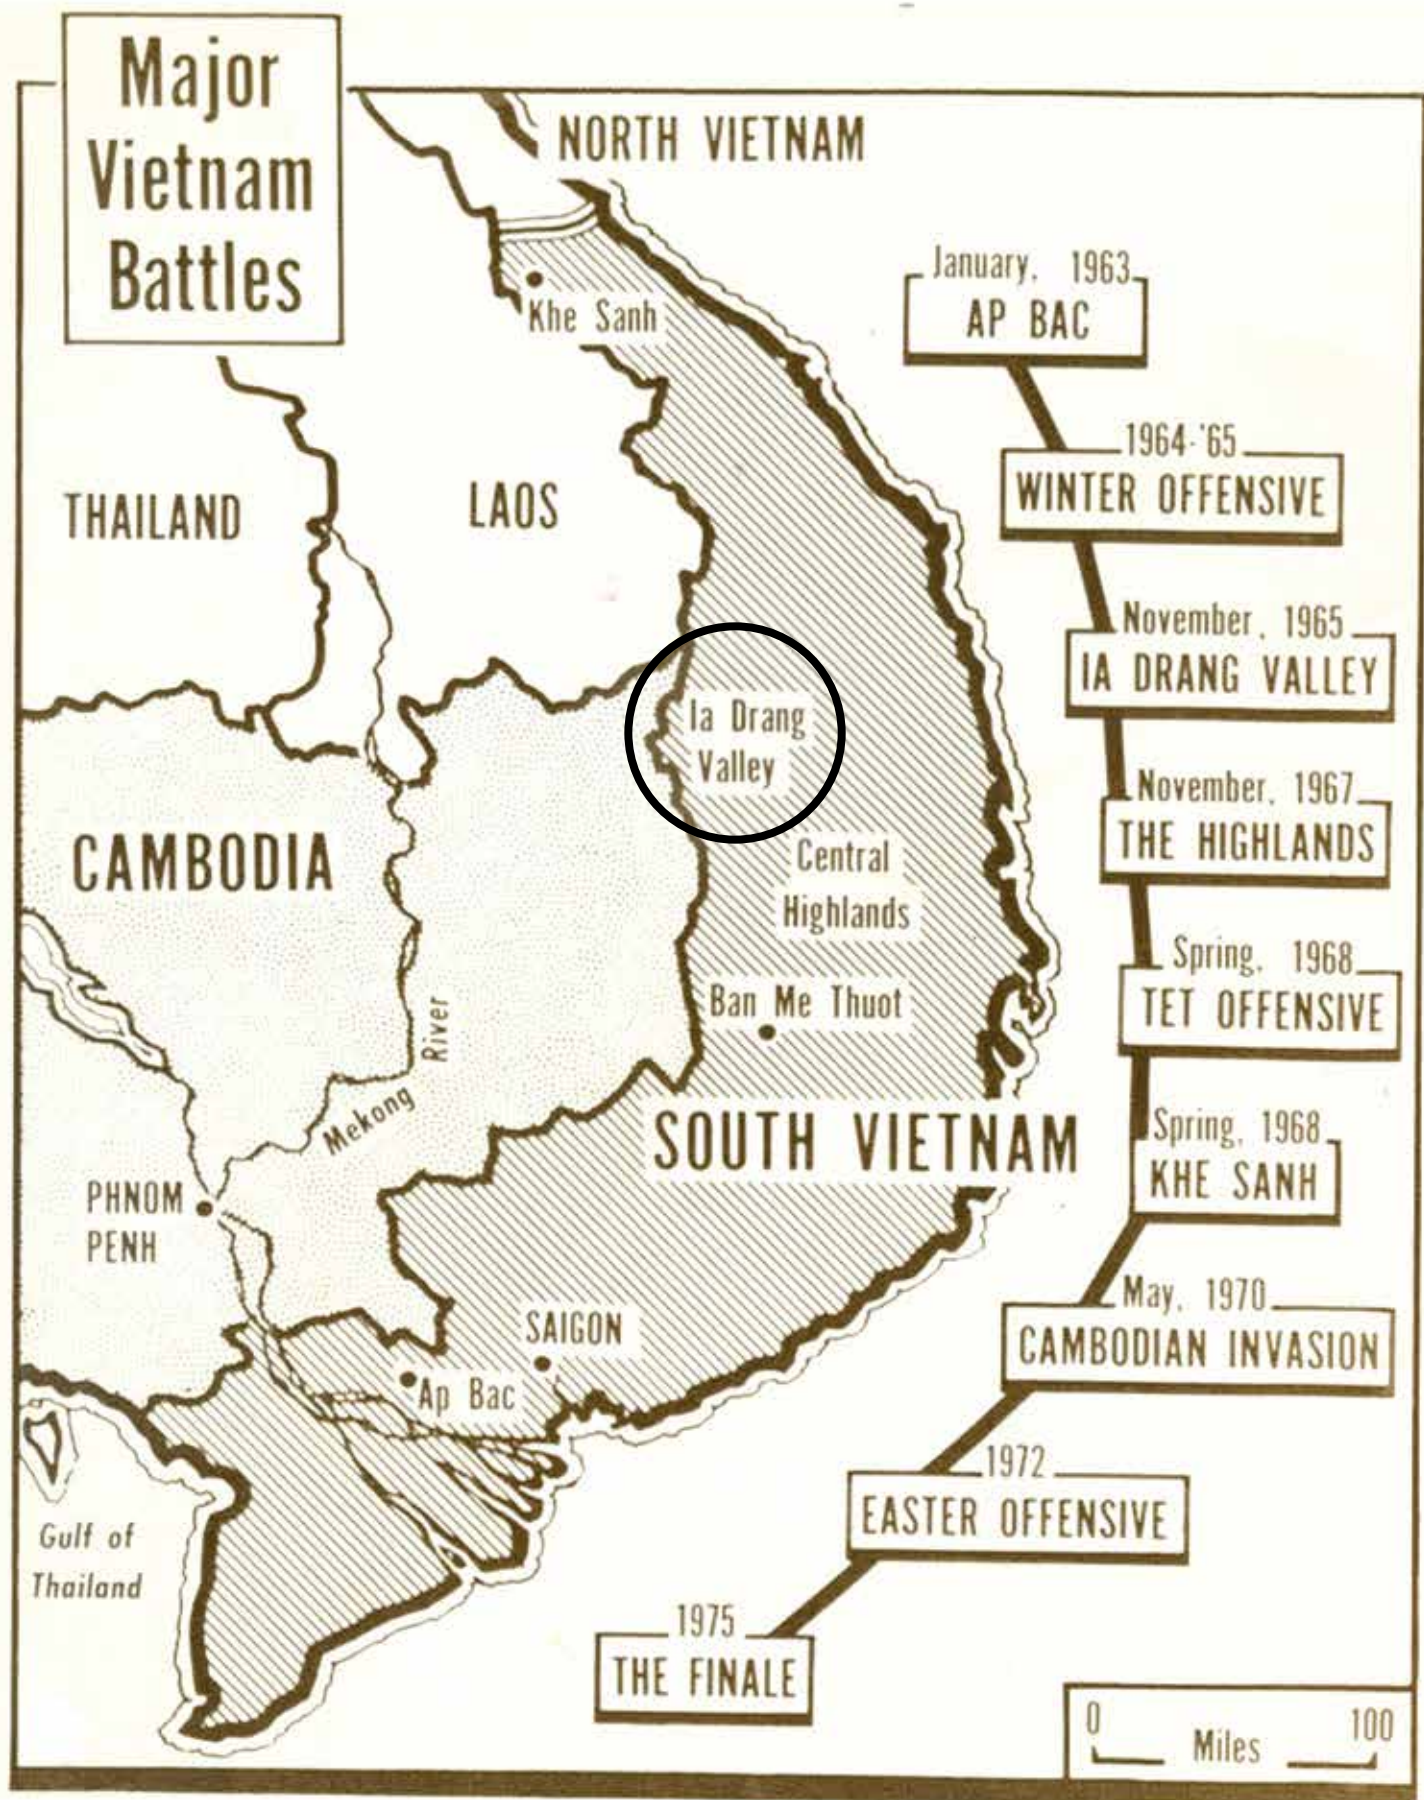 Major
Vietnam
Battles
NORTH VIETNAM
Khe Sanh
THAILAND
LAOS
Ia Drang
Valley
CAMBODIA
Central
Highlands
Ban Me Thuot
Mekong River
SOUTH VIETNAM
PHNOM
PENH
SAIGON
Ap Bac
Gulf of
Thailand
January, 1963
AP BAC
1964-'65
WINTER OFFENSIVE
November, 1965
IA DRANG VALLEY
November, 1967
THE HIGHLANDS
Spring, 1968
TET OFFENSIVE
Spring, 1968
KHE SANH
May, 1970
CAMBODIAN INVASION
1972
EASTER OFFENSIVE
1975
THE FINALE
0 100
Miles